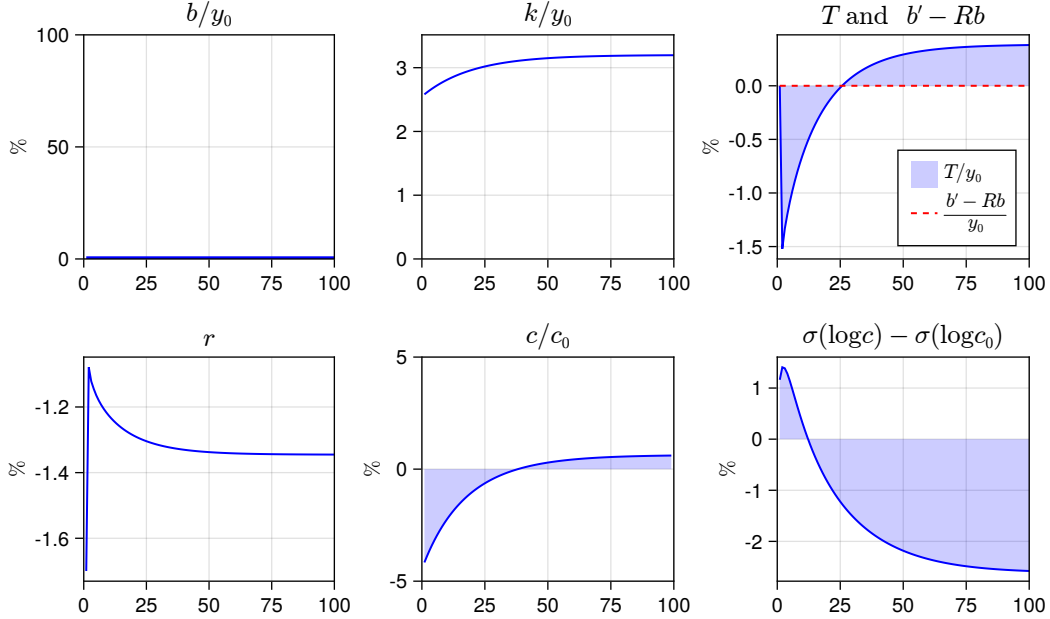 b/y₀
100
50
0
%
0 25 50 75 100
k/y₀
3
2
1
0
0 25 50 75 100
T and b′ − Rb
0.0
-0.5
-1.0
-1.5
%
T/y₀
b′ − Rb
y₀
0 25 50 75 100
r
-1.2
-1.4
-1.6
%
0 25 50 75 100
c/c₀
5
0
-5
%
0 25 50 75 100
σ(logc) − σ(logc₀)
1
0
-1
-2
%
0 25 50 75 100